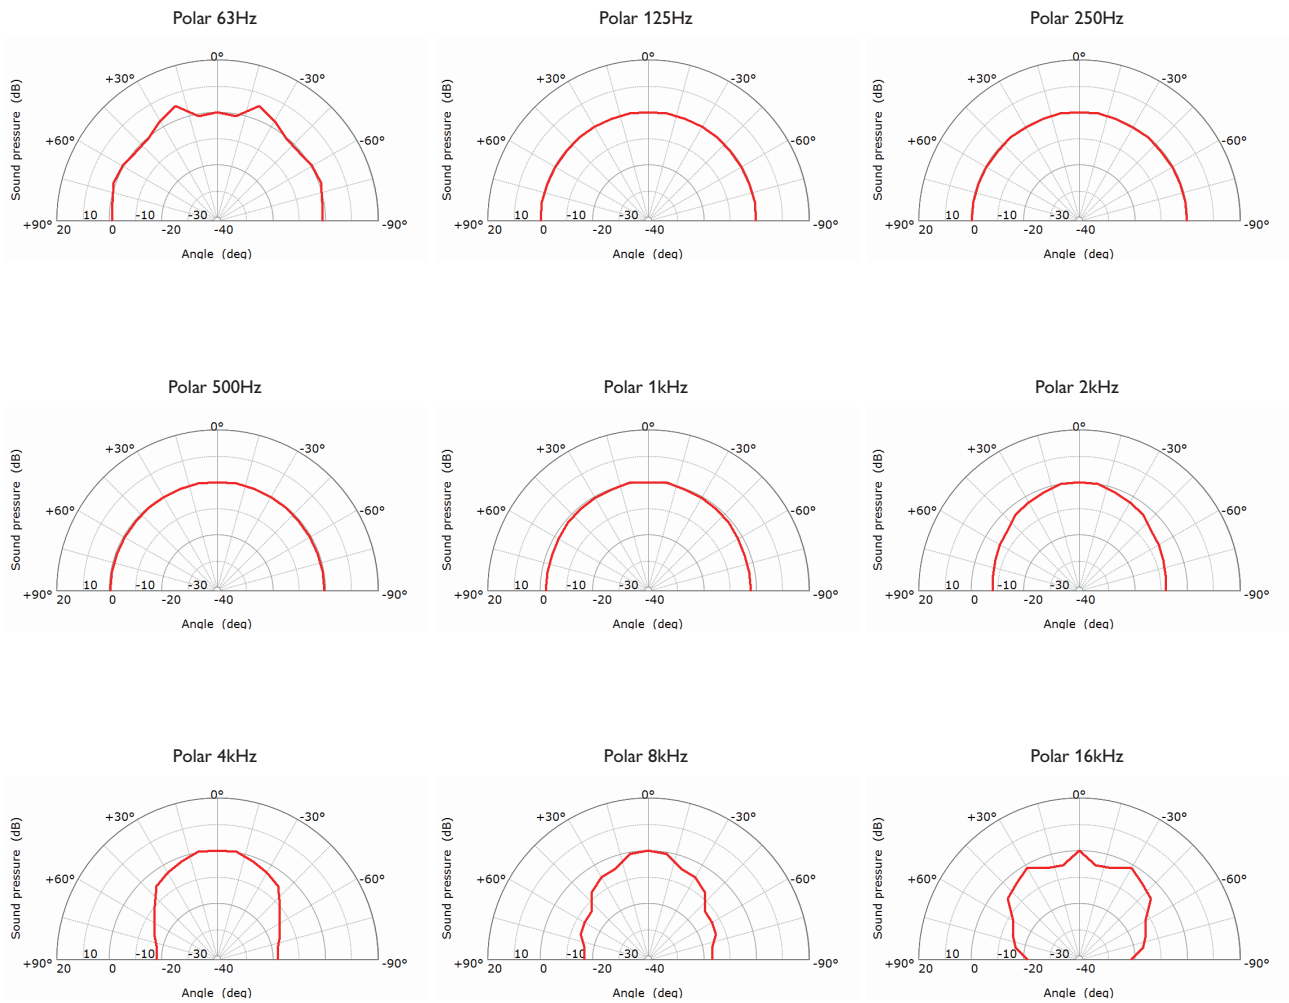 Polar 63Hz
Polar 125Hz
Polar 250Hz
Sound pressure (dB)
0°
+30° -30°
+60° -60°
+90° 10 -10 -30 -90°
20 0 -20 -40
Angle (deg)
Sound pressure (dB)
0°
+30° -30°
+60° -60°
+90° 10 -10 -30 -90°
20 0 -20 -40
Angle (deg)
Sound pressure (dB)
0°
+30° -30°
+60° -60°
+90° 10 -10 -30 -90°
20 0 -20 -40
Angle (deg)
Polar 500Hz
Polar 1kHz
Polar 2kHz
Sound pressure (dB)
0°
+30° -30°
+60° -60°
+90° 10 -10 -30 -90°
20 0 -20 -40
Angle (deg)
Sound pressure (dB)
0°
+30° -30°
+60° -60°
+90° 10 -10 -30 -90°
20 0 -20 -40
Angle (deg)
Sound pressure (dB)
0°
+30° -30°
+60° -60°
+90° 10 -10 -30 -90°
20 0 -20 -40
Angle (deg)
Polar 4kHz
Polar 8kHz
Polar 16kHz
Sound pressure (dB)
0°
+30° -30°
+60° -60°
+90° 10 -10 -30 -90°
20 0 -20 -40
Angle (deg)
Sound pressure (dB)
0°
+30° -30°
+60° -60°
+90° 10 -10 -30 -90°
20 0 -20 -40
Angle (deg)
Sound pressure (dB)
0°
+30° -30°
+60° -60°
+90° 10 -10 -30 -90°
20 0 -20 -40
Angle (deg)